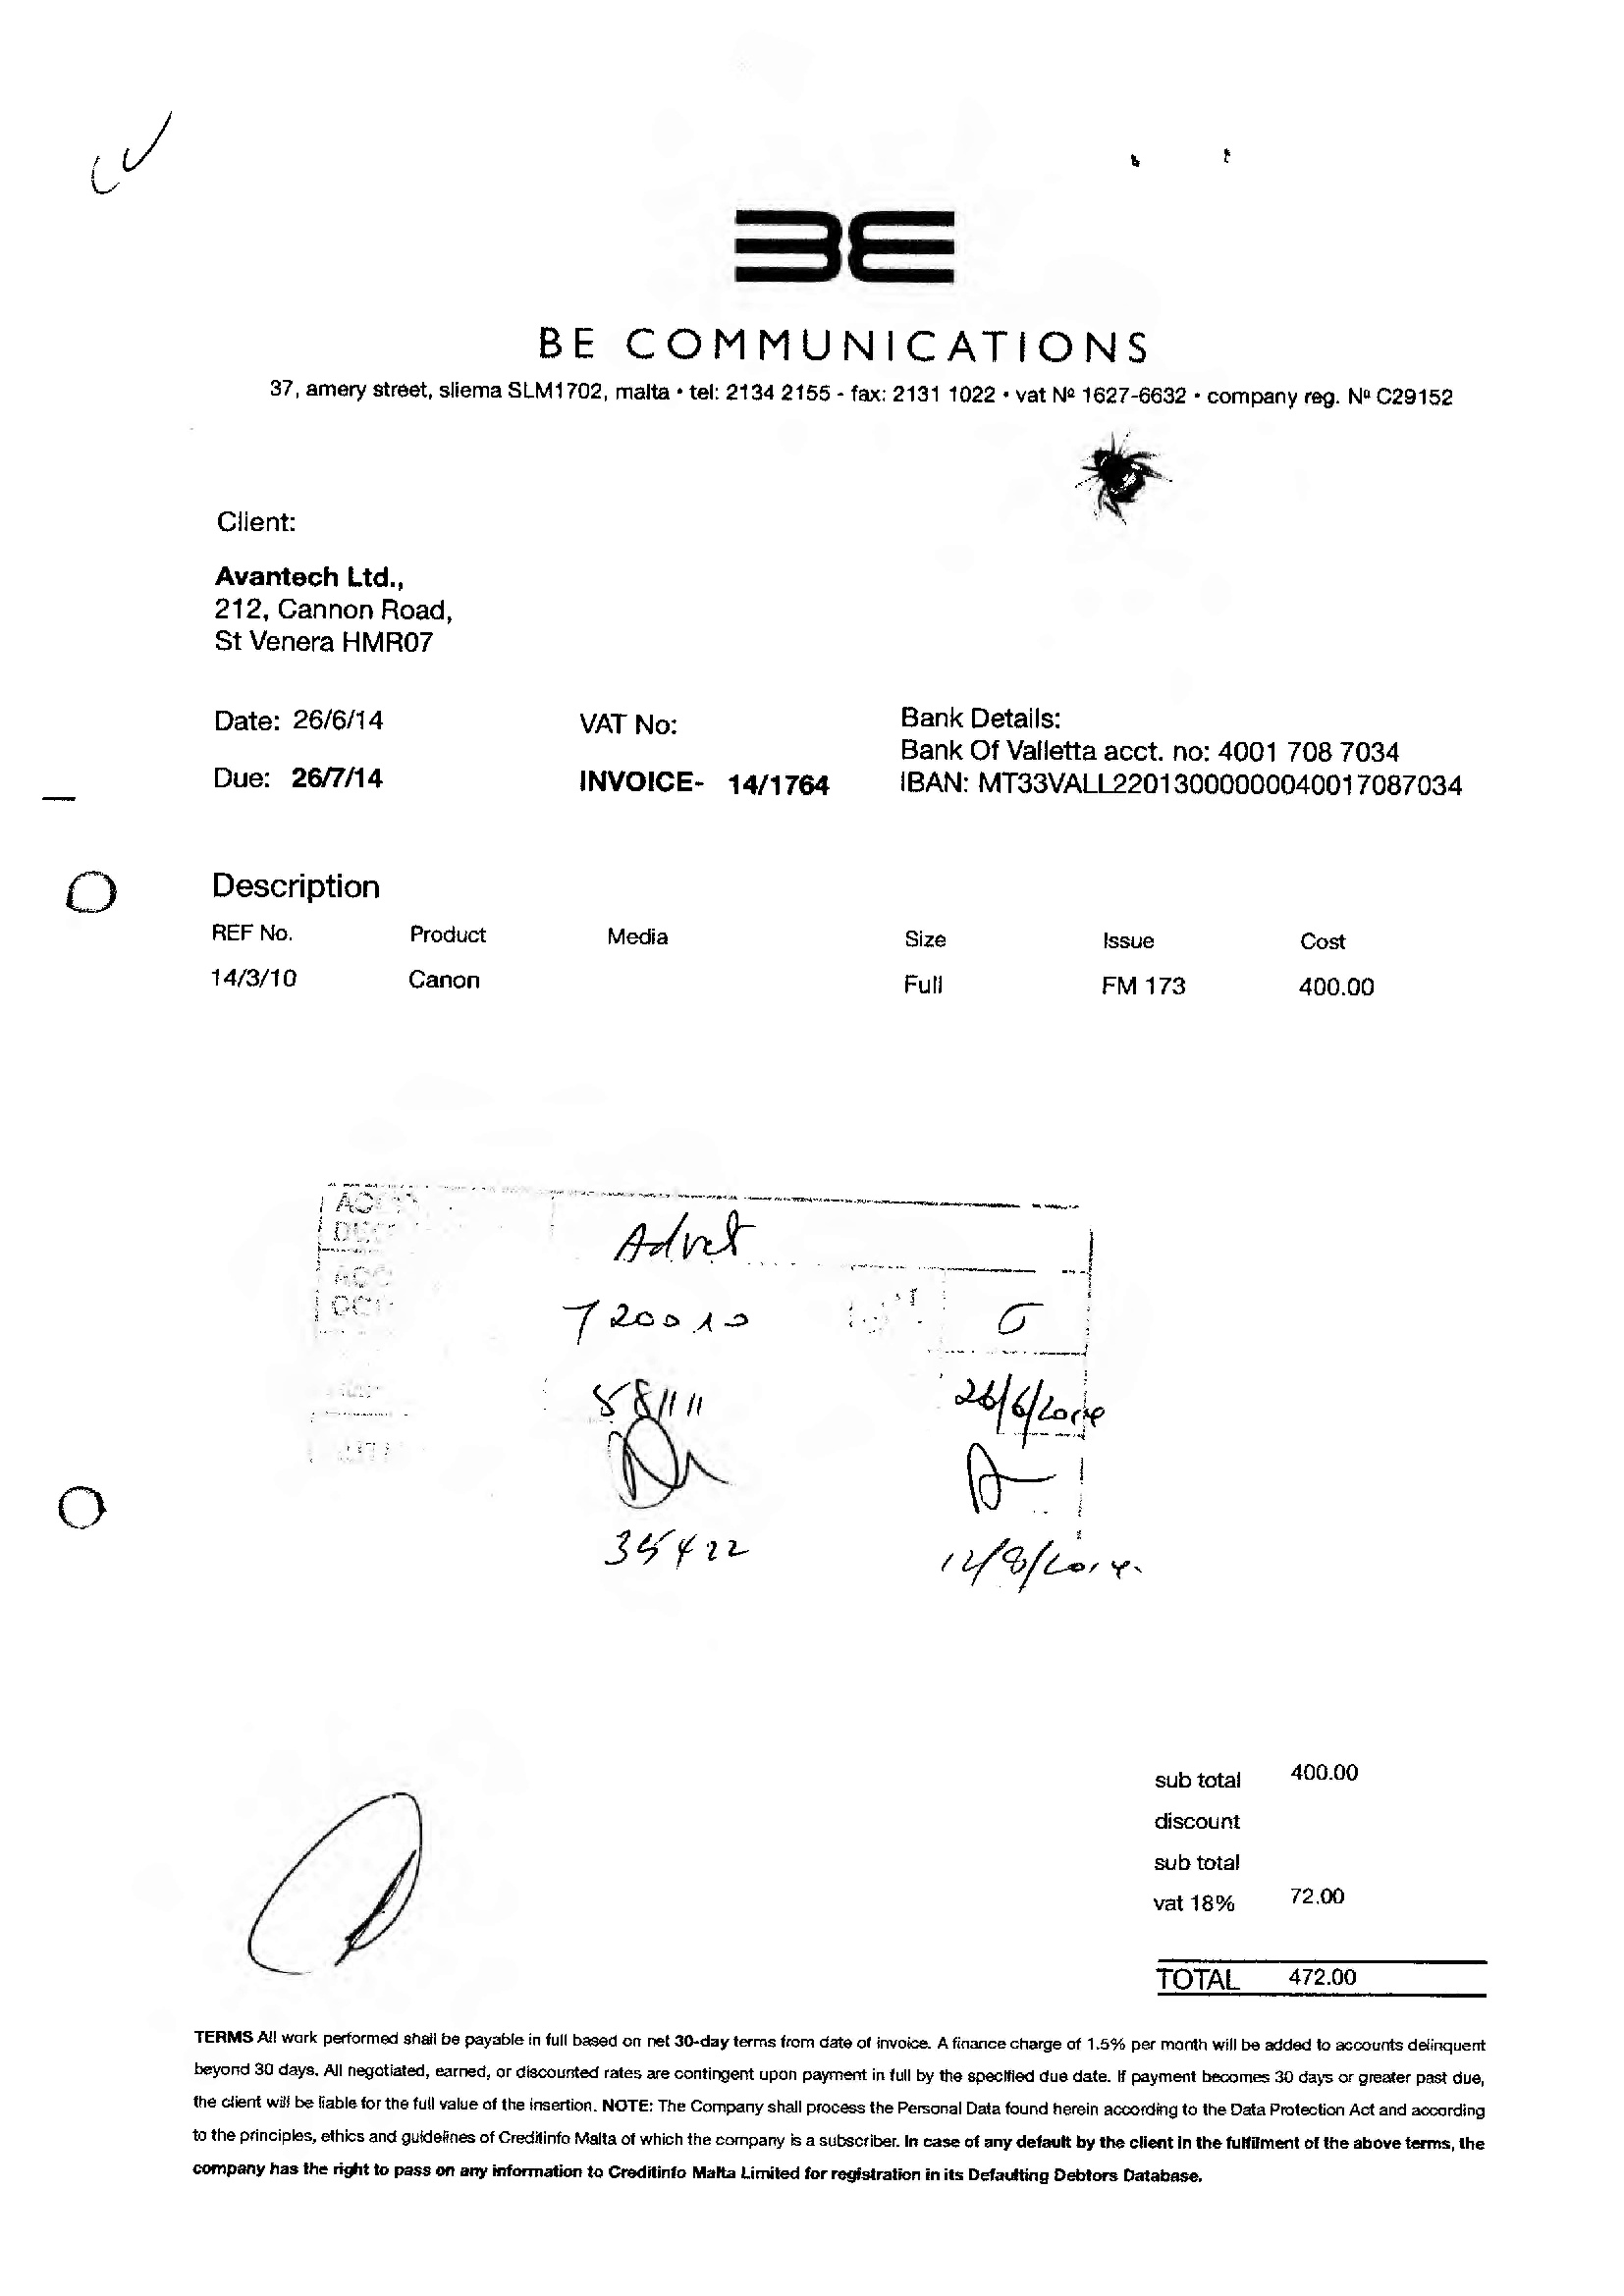 BE
BE COMMUNICATIONS
37, amery street, sliema SLM1702, malta • tel: 2134 2155 - fax: 2131 1022 • vat Nº 1627-6632 • company reg. Nº C29152
Client:
Avantech Ltd.,
212, Cannon Road,
St Venera HMR07
Date: 26/6/14
VAT No:
Bank Details:
Bank Of Valletta acct. no: 4001 708 7034
Due: 26/7/14
INVOICE- 14/1764
IBAN: MT33VALL22013000000040017087034
Description
REF No. Product Media Size Issue Cost
14/3/10 Canon Full FM 173 400.00
Advet
720010
26/6/2014
35422
12/8/2014.
sub total 400.00
discount
sub total
vat 18% 72.00
TOTAL 472.00
TERMS All work performed shall be payable in full based on net 30-day terms from date of invoice. A finance charge of 1.5% per month will be added to accounts delinquent
beyond 30 days. All negotiated, earned, or discounted rates are contingent upon payment in full by the specified due date. If payment becomes 30 days or greater past due,
the client will be liable for the full value of the insertion. NOTE: The Company shall process the Personal Data found herein according to the Data Protection Act and according
to the principles, ethics and guidelines of Creditinfo Malta of which the company is a subscriber. In case of any default by the client in the fulfilment of the above terms, the
company has the right to pass on any information to Creditinfo Malta Limited for registration in its Defaulting Debtors Database.